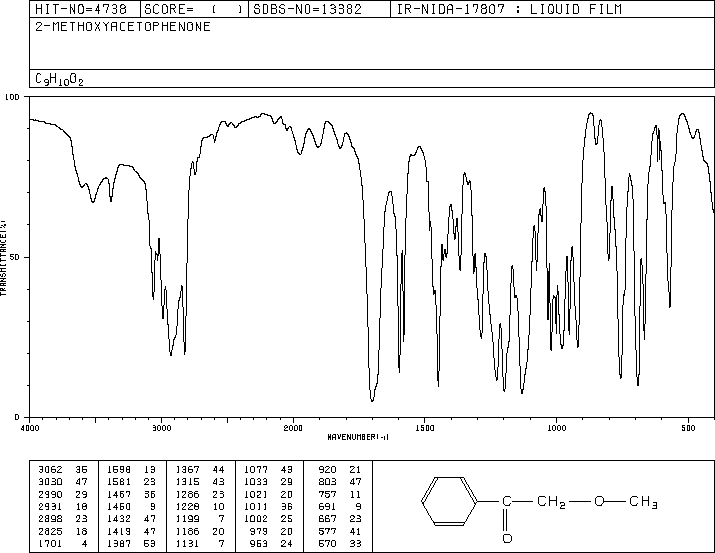 HIT-NO=4738 SCORE= ( ) SDBS-NO=13382 IR-NIDA-17807 : LIQUID FILM
2-METHOXYACETOPHENONE
C9H10O2
100
TRANSMITTANCE(%)
50
0
4000 3000 2000 1500 1000 500
WAVENUMBER(-1)
3062 36 1598 13 1367 44 1077 43 920 21
3030 47 1581 23 1315 43 1033 29 803 47
2990 29 1467 36 1286 23 1021 20 757 11
2931 18 1450 9 1228 10 1011 36 691 9
2898 23 1432 47 1199 7 1002 25 667 23
2825 18 1419 47 1186 20 979 20 577 41
1701 4 1387 53 1131 7 953 24 570 33
C CH2 O CH3
O